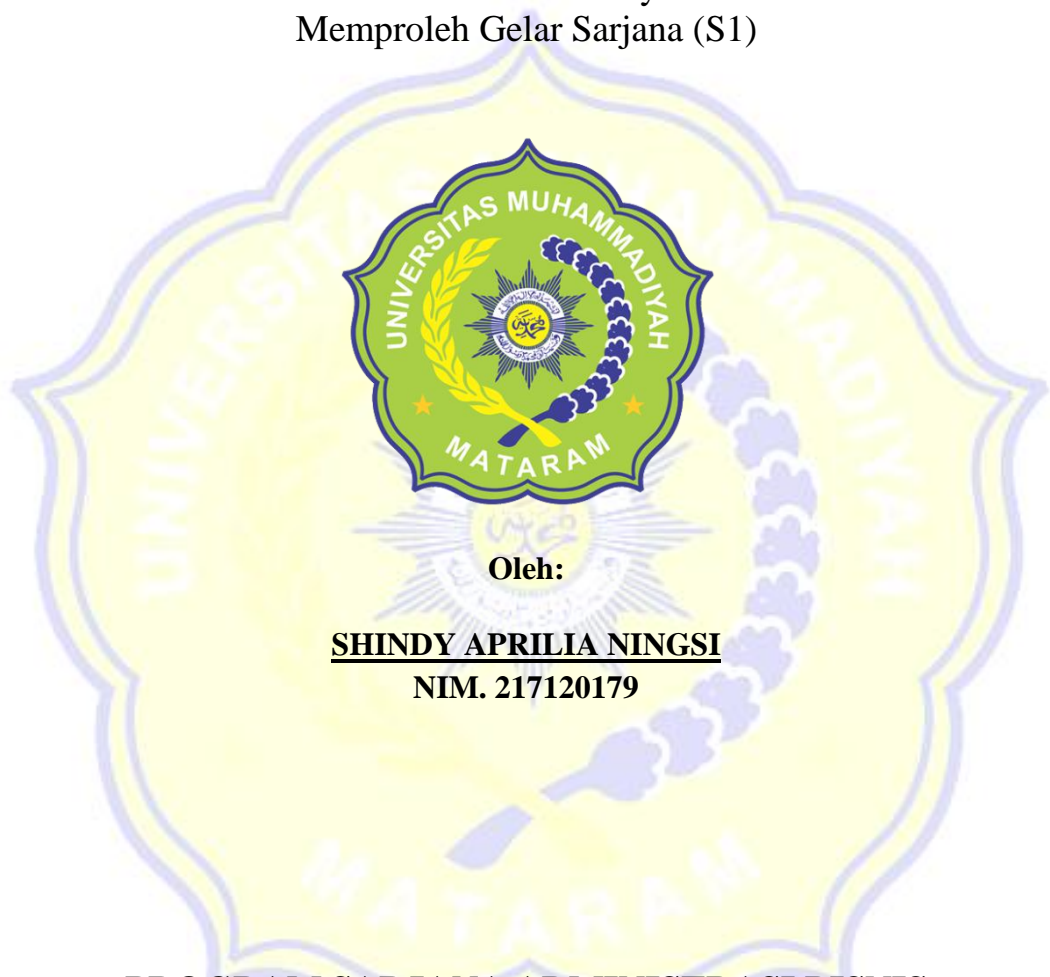 Memproleh Gelar Sarjana (S1)
UNIVERSITAS MUHAMMADIYAH
MATARAM
Oleh:
SHINDY APRILIA NINGSI
NIM. 217120179